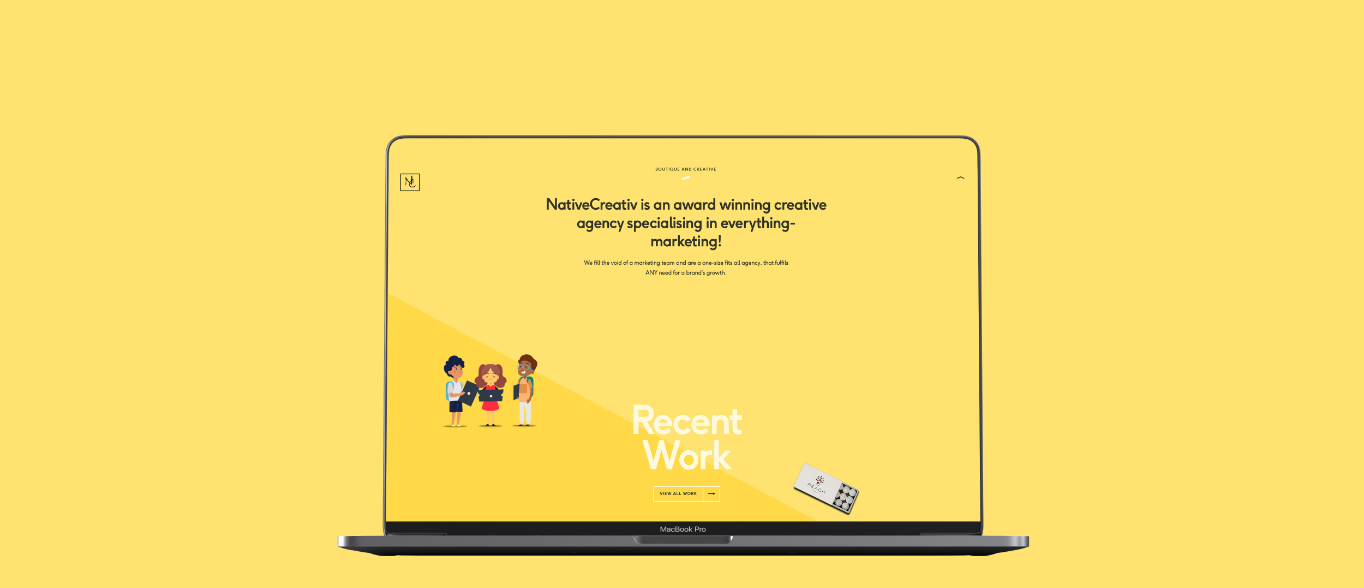 BOUTIQUE AND CREATIVE
NC
NativeCreativ is an award winning creative
agency specialising in everything-
marketing!
We fill the void of a marketing team and are a one-size fits all agency, that fulfils
ANY need for a brand's growth.
Recent
Work
VIEW ALL WORK
MacBook Pro